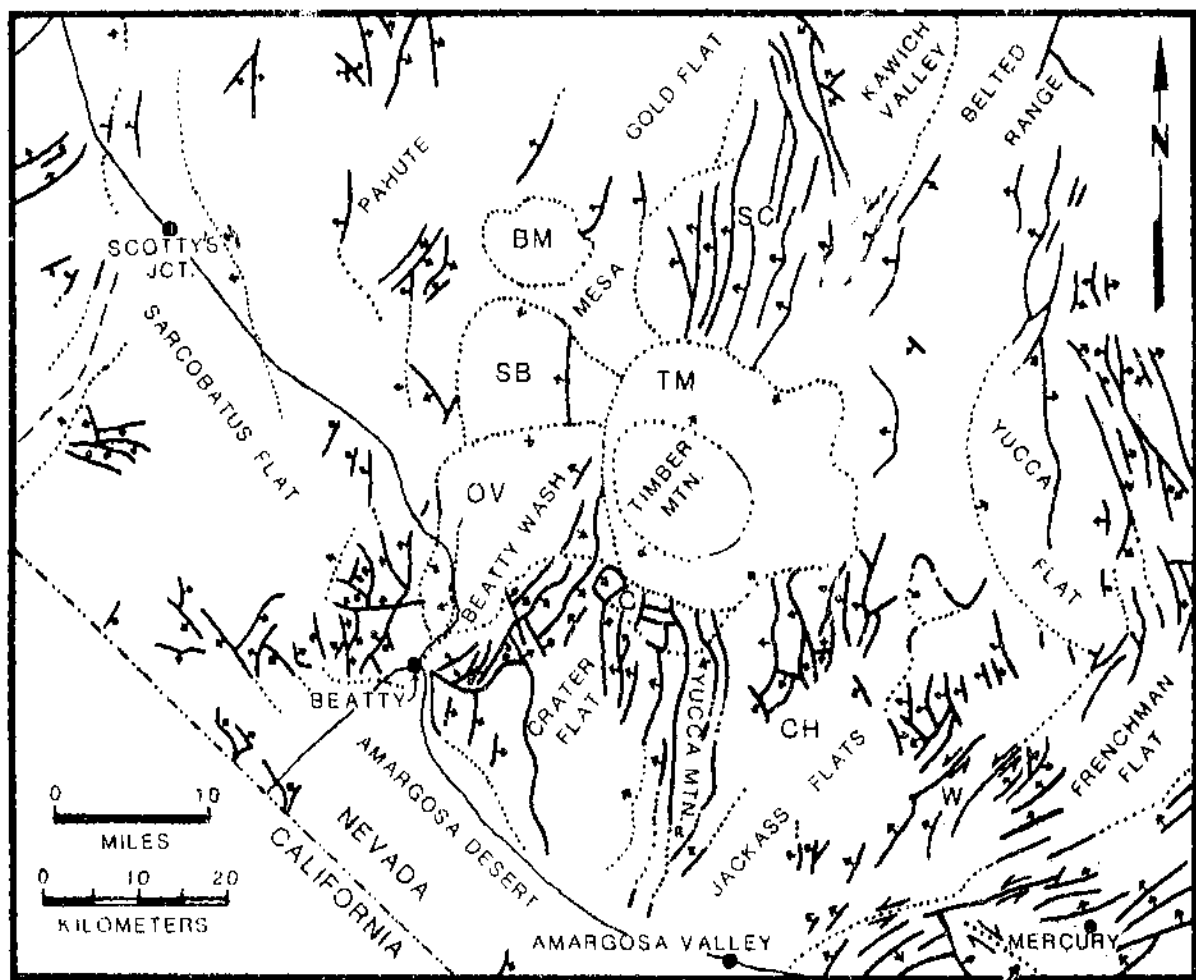 GOLD FLAT
KAWICH
VALLEY
BELTED
RANGE
N
PAHUTE
MESA
SC
BM
SCOTTYS
JCT.
SARCOBATUS FLAT
SB
TM
TIMBER
MTN.
OV
BEATTY WASH
YUCCA
FLAT
C
BEATTY
CRATER
FLAT
YUCCA MTN.
CH
JACKASS FLATS
W
FRENCHMAN
FLAT
AMARGOSA DESERT
NEVADA
CALIFORNIA
0 10
MILES
0 10 20
KILOMETERS
AMARGOSA VALLEY
MERCURY